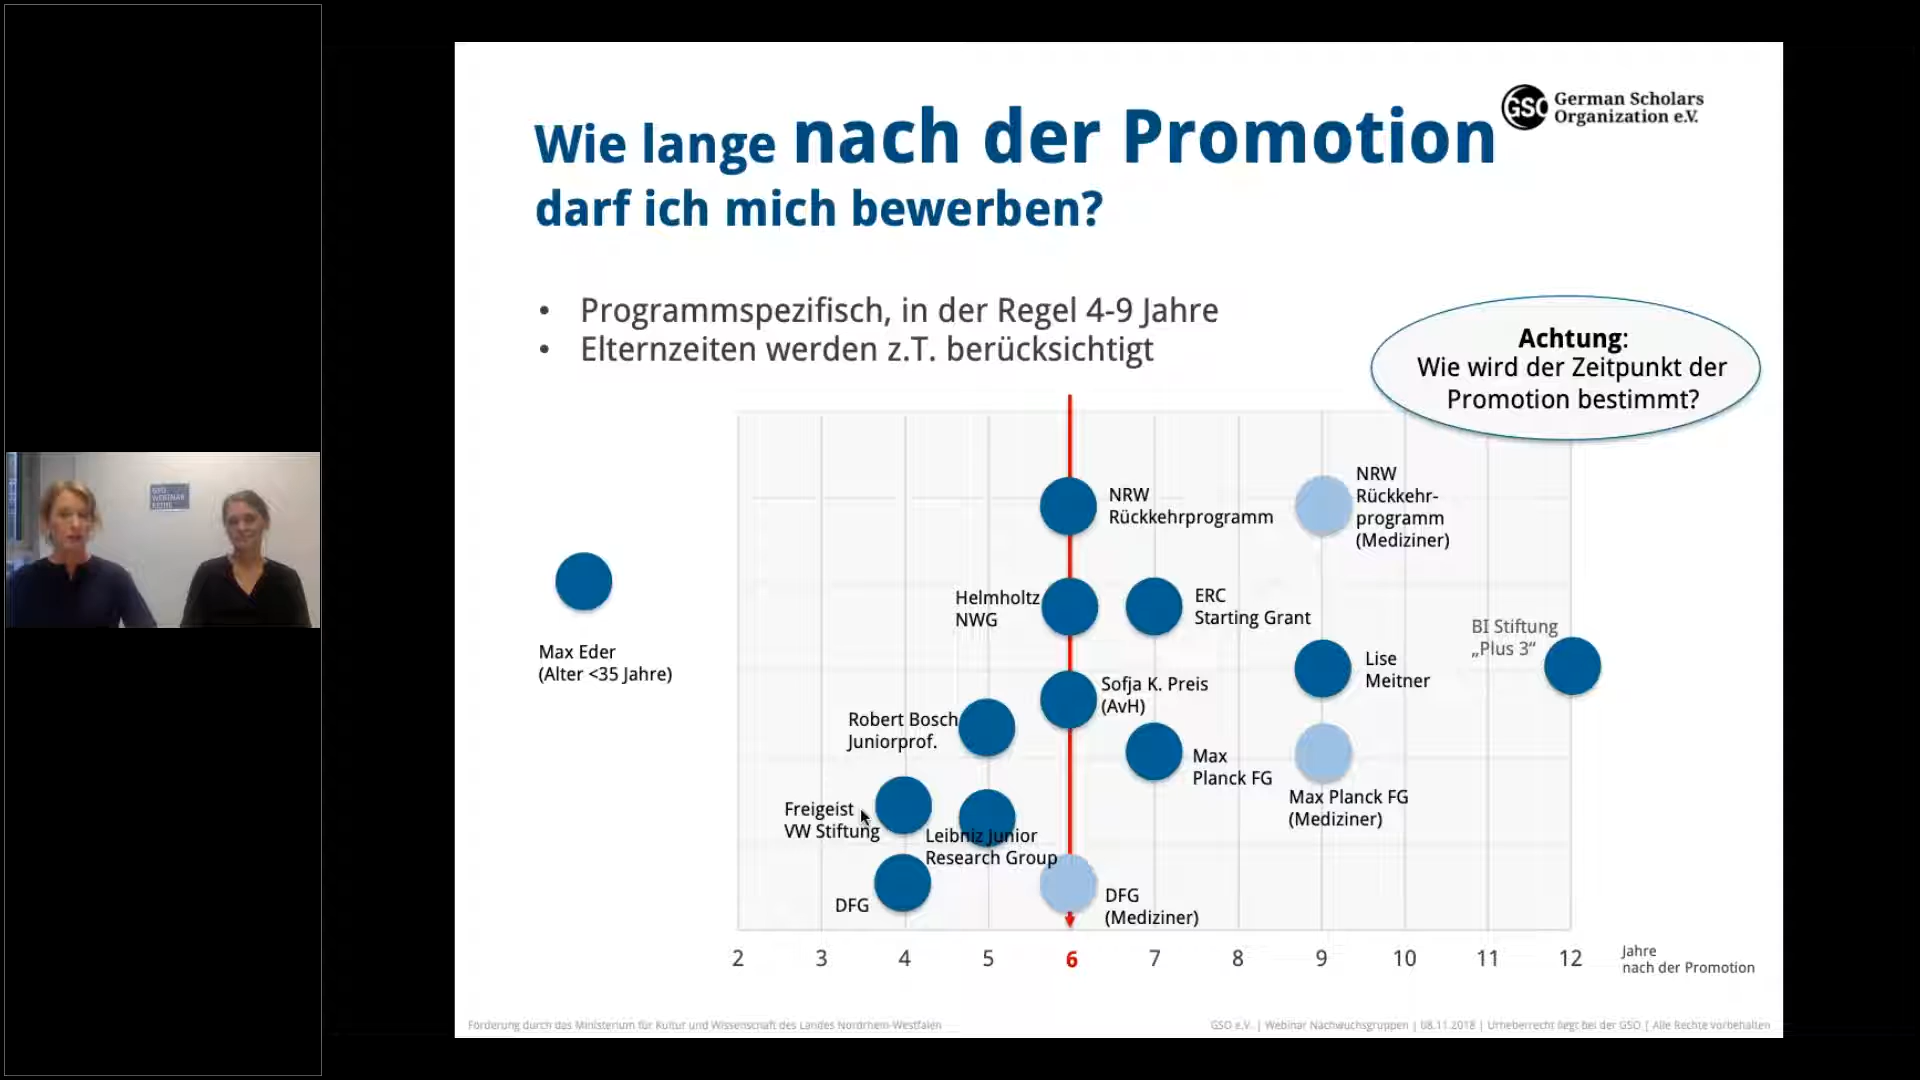 Wie lange nach der Promotion
darf ich mich bewerben?
GSO
German Scholars
Organization e.V.
• Programmspezifisch, in der Regel 4-9 Jahre
• Elternzeiten werden z.T. berücksichtigt
Achtung:
Wie wird der Zeitpunkt der
Promotion bestimmt?
NRW
Rückkehrprogramm
NRW
Rückkehr-
programm
(Mediziner)
Helmholtz
NWG
ERC
Starting Grant
BI Stiftung
„Plus 3“
Max Eder
(Alter <35 Jahre)
Lise
Meitner
Sofja K. Preis
(AvH)
Robert Bosch
Juniorprof.
Max
Planck FG
Max Planck FG
(Mediziner)
Freigeist
VW Stiftung
Leibniz Junior
Research Group
DFG
DFG
(Mediziner)
2 3 4 5 6 7 8 9 10 11 12
Jahre
nach der Promotion
Förderung durch das Ministerium für Kultur und Wissenschaft des Landes Nordrhein-Westfalen
GSO e.V. | Webinar Nachwuchsgruppen | 08.11.2018 | Urheberrecht liegt bei der GSO | Alle Rechte vorbehalten